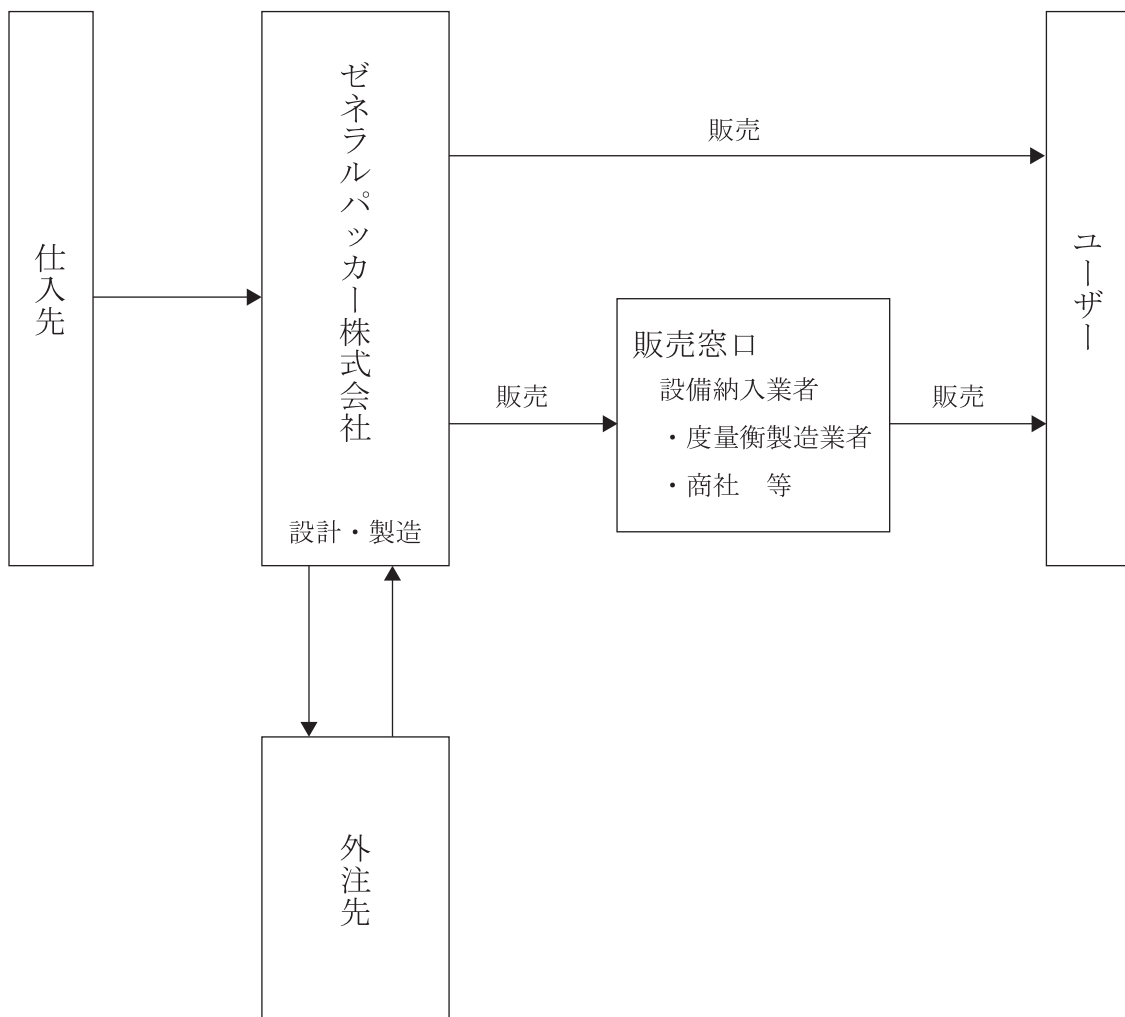 仕入先
ゼネラルパッカー株式会社
設計・製造
販売
販売
販売窓口
設備納入業者
・度量衡製造業者
・商社　等
販売
ユーザー
外注先